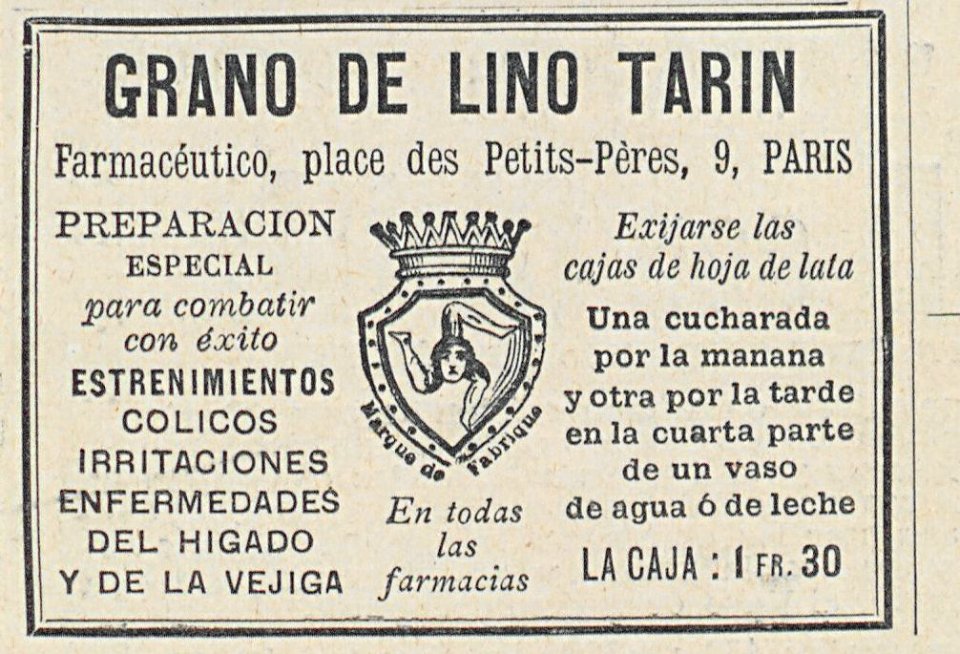 GRANO DE LINO TARIN
Farmacéutico, place des Petits-Pères, 9, PARIS
PREPARACION
ESPECIAL
para combatir
con éxito
ESTRENIMIENTOS
COLICOS
IRRITACIONES
ENFERMEDADES
DEL HIGADO
Y DE LA VEJIGA
Marque de Fabrique
En todas
las
farmacias
Exijarse las
cajas de hoja de lata
Una cucharada
por la manana
y otra por la tarde
en la cuarta parte
de un vaso
de agua ó de leche
LA CAJA : 1 FR. 30